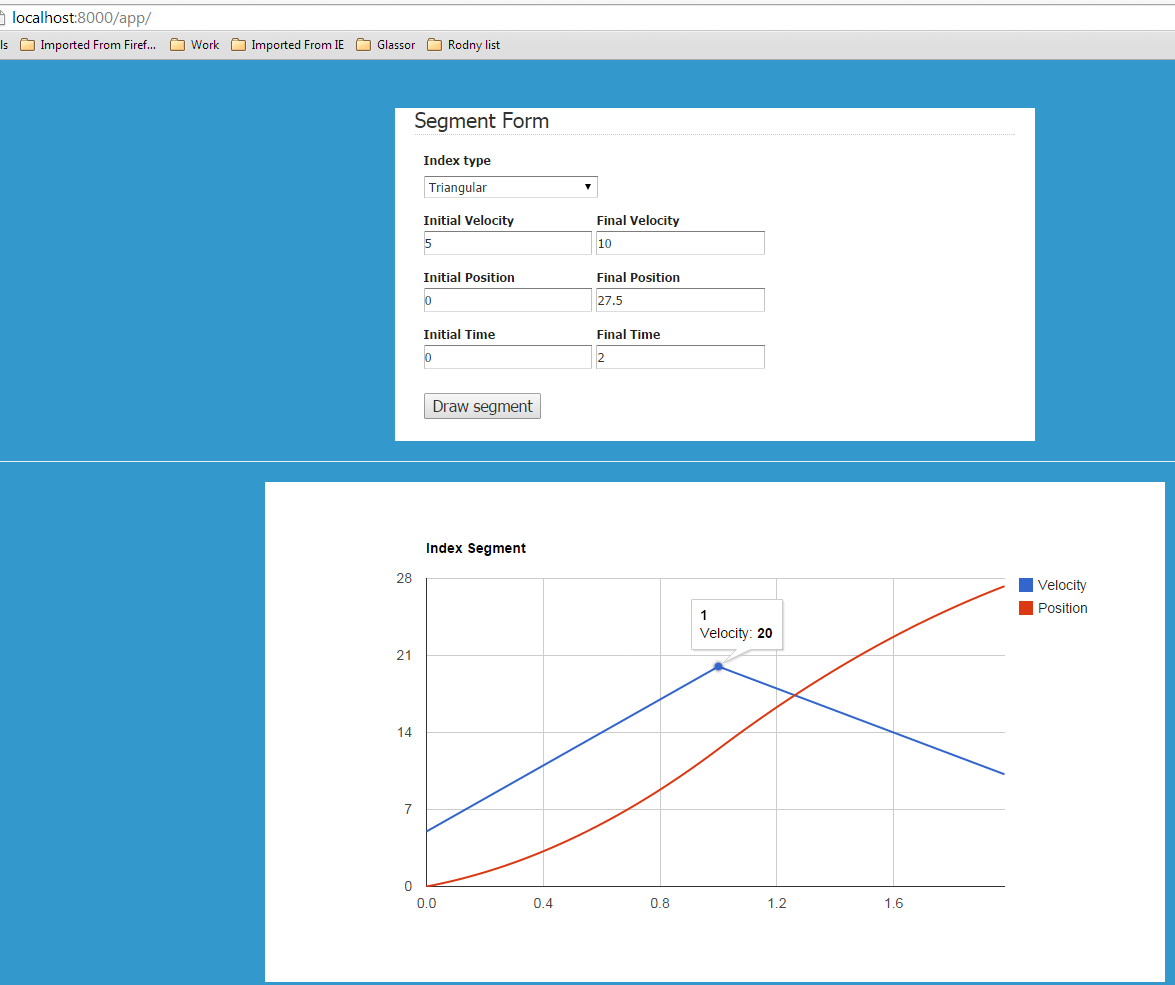 localhost:8000/app/
ls Imported From Firef... Work Imported From IE Glassor Rodny list
Segment Form
Index type
Triangular
Initial Velocity Final Velocity
5 10
Initial Position Final Position
0 27.5
Initial Time Final Time
0 2
Draw segment
Index Segment
28
21
14
7
0
0.0 0.4 0.8 1.2 1.6
1
Velocity: 20
Velocity
Position